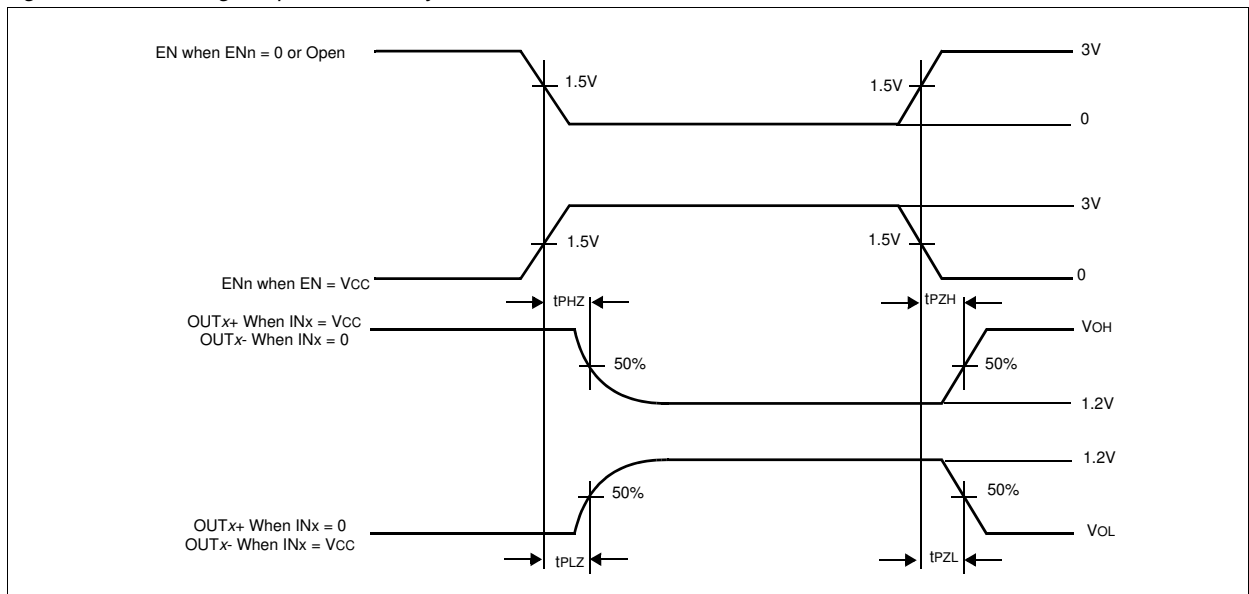 EN when ENn = 0 or Open
3V
1.5V
1.5V
0
3V
1.5V
1.5V
ENn when EN = VCC
0
tPHZ
tPZH
OUTx+ When INx = VCC
OUTx- When INx = 0
VOH
50%
50%
1.2V
1.2V
50%
50%
OUTx+ When INx = 0
OUTx- When INx = VCC
VOL
tPLZ
tPZL